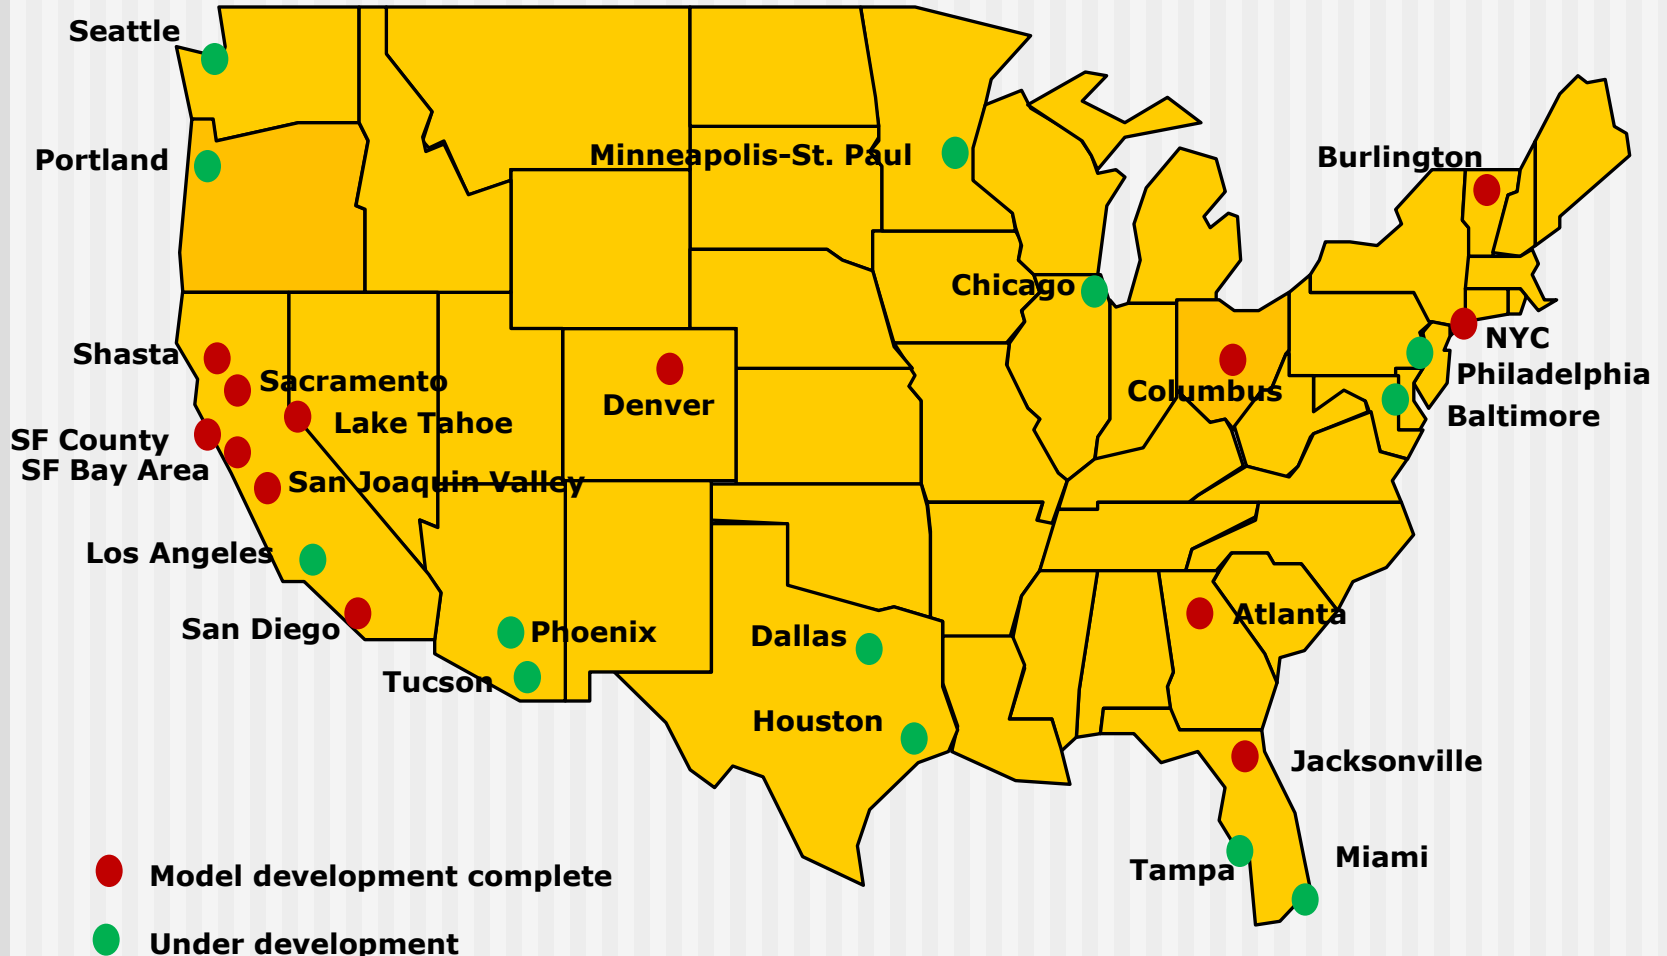 Seattle
Portland
Minneapolis-St. Paul
Burlington
Chicago
NYC
Shasta
Philadelphia
Sacramento
Columbus
Denver
Baltimore
Lake Tahoe
SF County
SF Bay Area
San Joaquin Valley
Los Angeles
Atlanta
San Diego
Phoenix
Dallas
Tucson
Houston
Jacksonville
Miami
Tampa
Model development complete
Under development